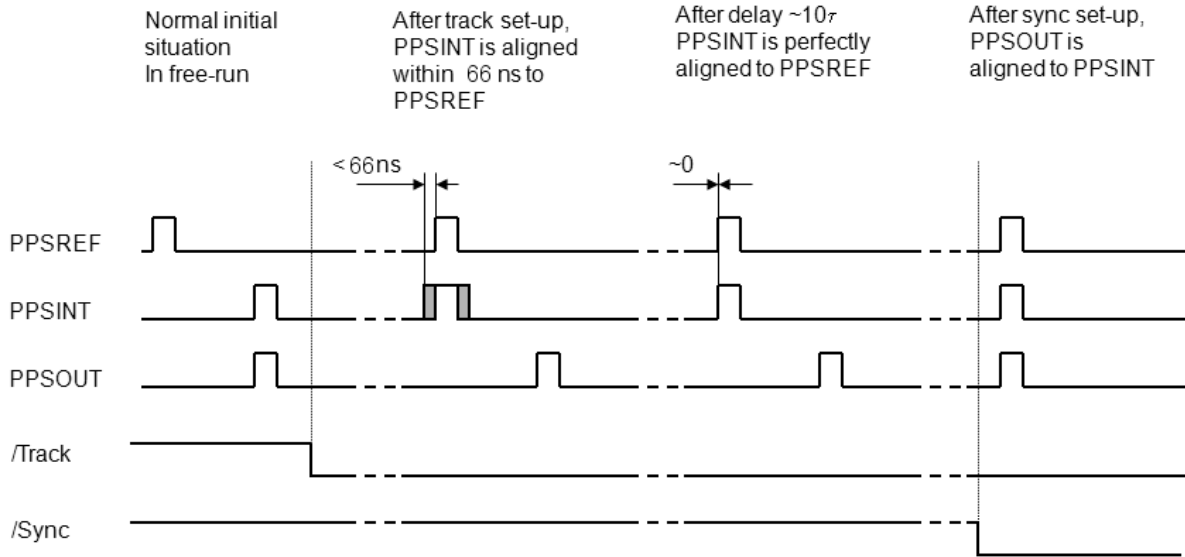 Normal initial
situation
In free-run
After track set-up,
PPSINT is aligned
within 66 ns to
PPSREF
After delay ~10τ
PPSINT is perfectly
aligned to PPSREF
After sync set-up,
PPSOUT is
aligned to PPSINT
<66ns
~0
PPSREF
PPSINT
PPSOUT
/Track
/Sync